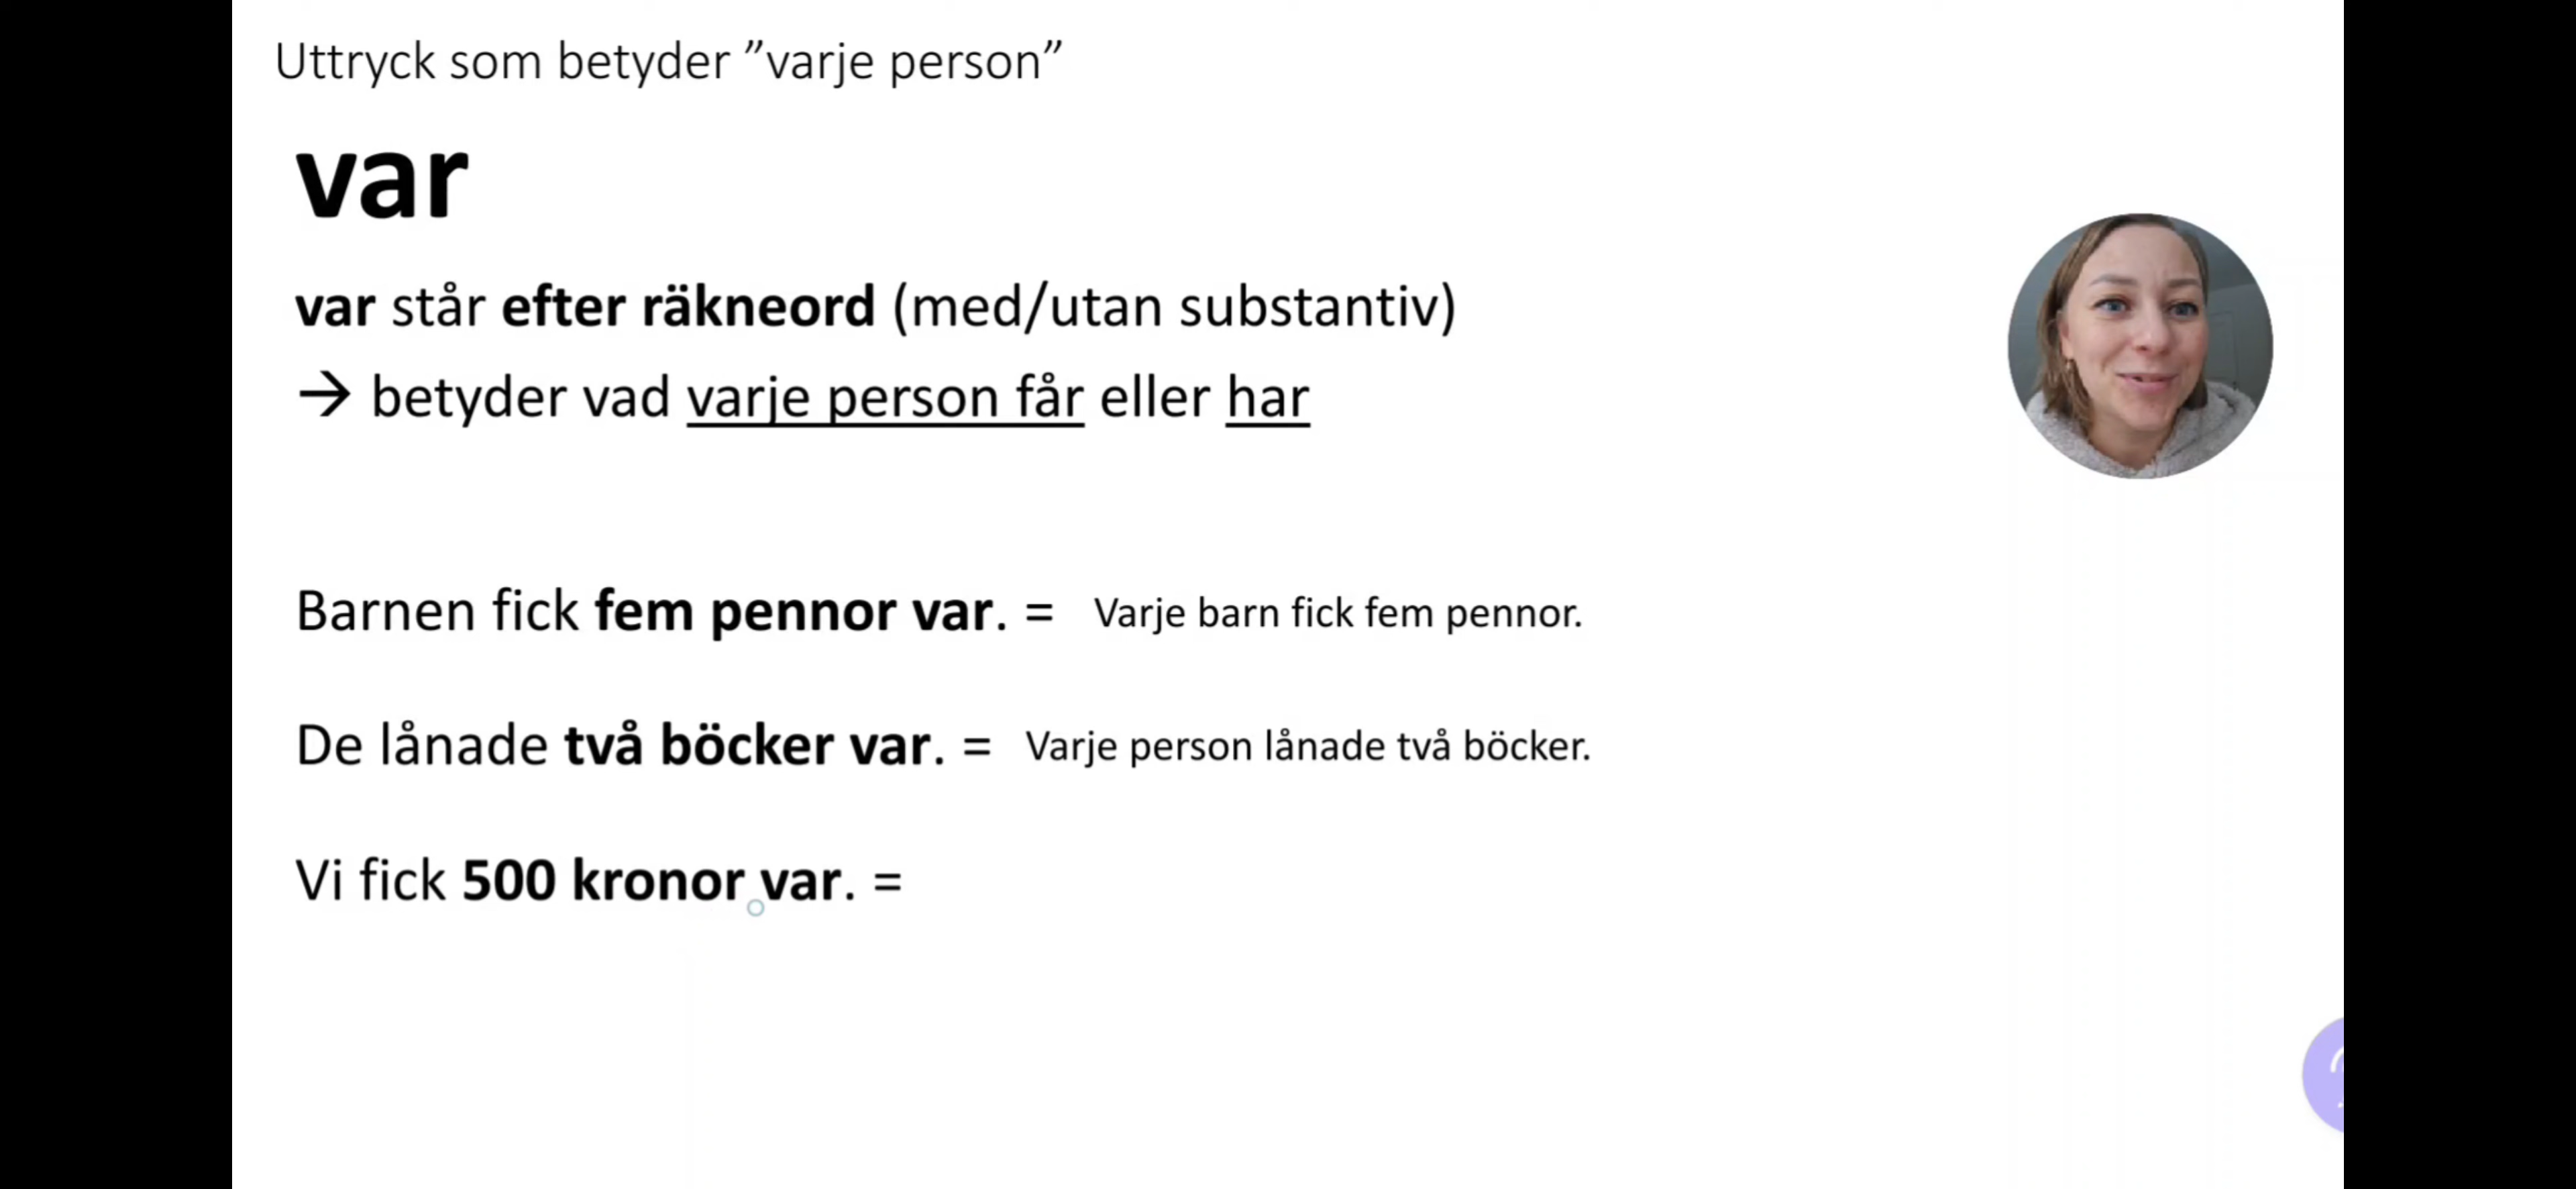 Uttryck som betyder ”varje person”
var
var står efter räkneord (med/utan substantiv)
→ betyder vad varje person får eller har
Barnen fick fem pennor var. = Varje barn fick fem pennor.
De lånade två böcker var. = Varje person lånade två böcker.
Vi fick 500 kronor var. =